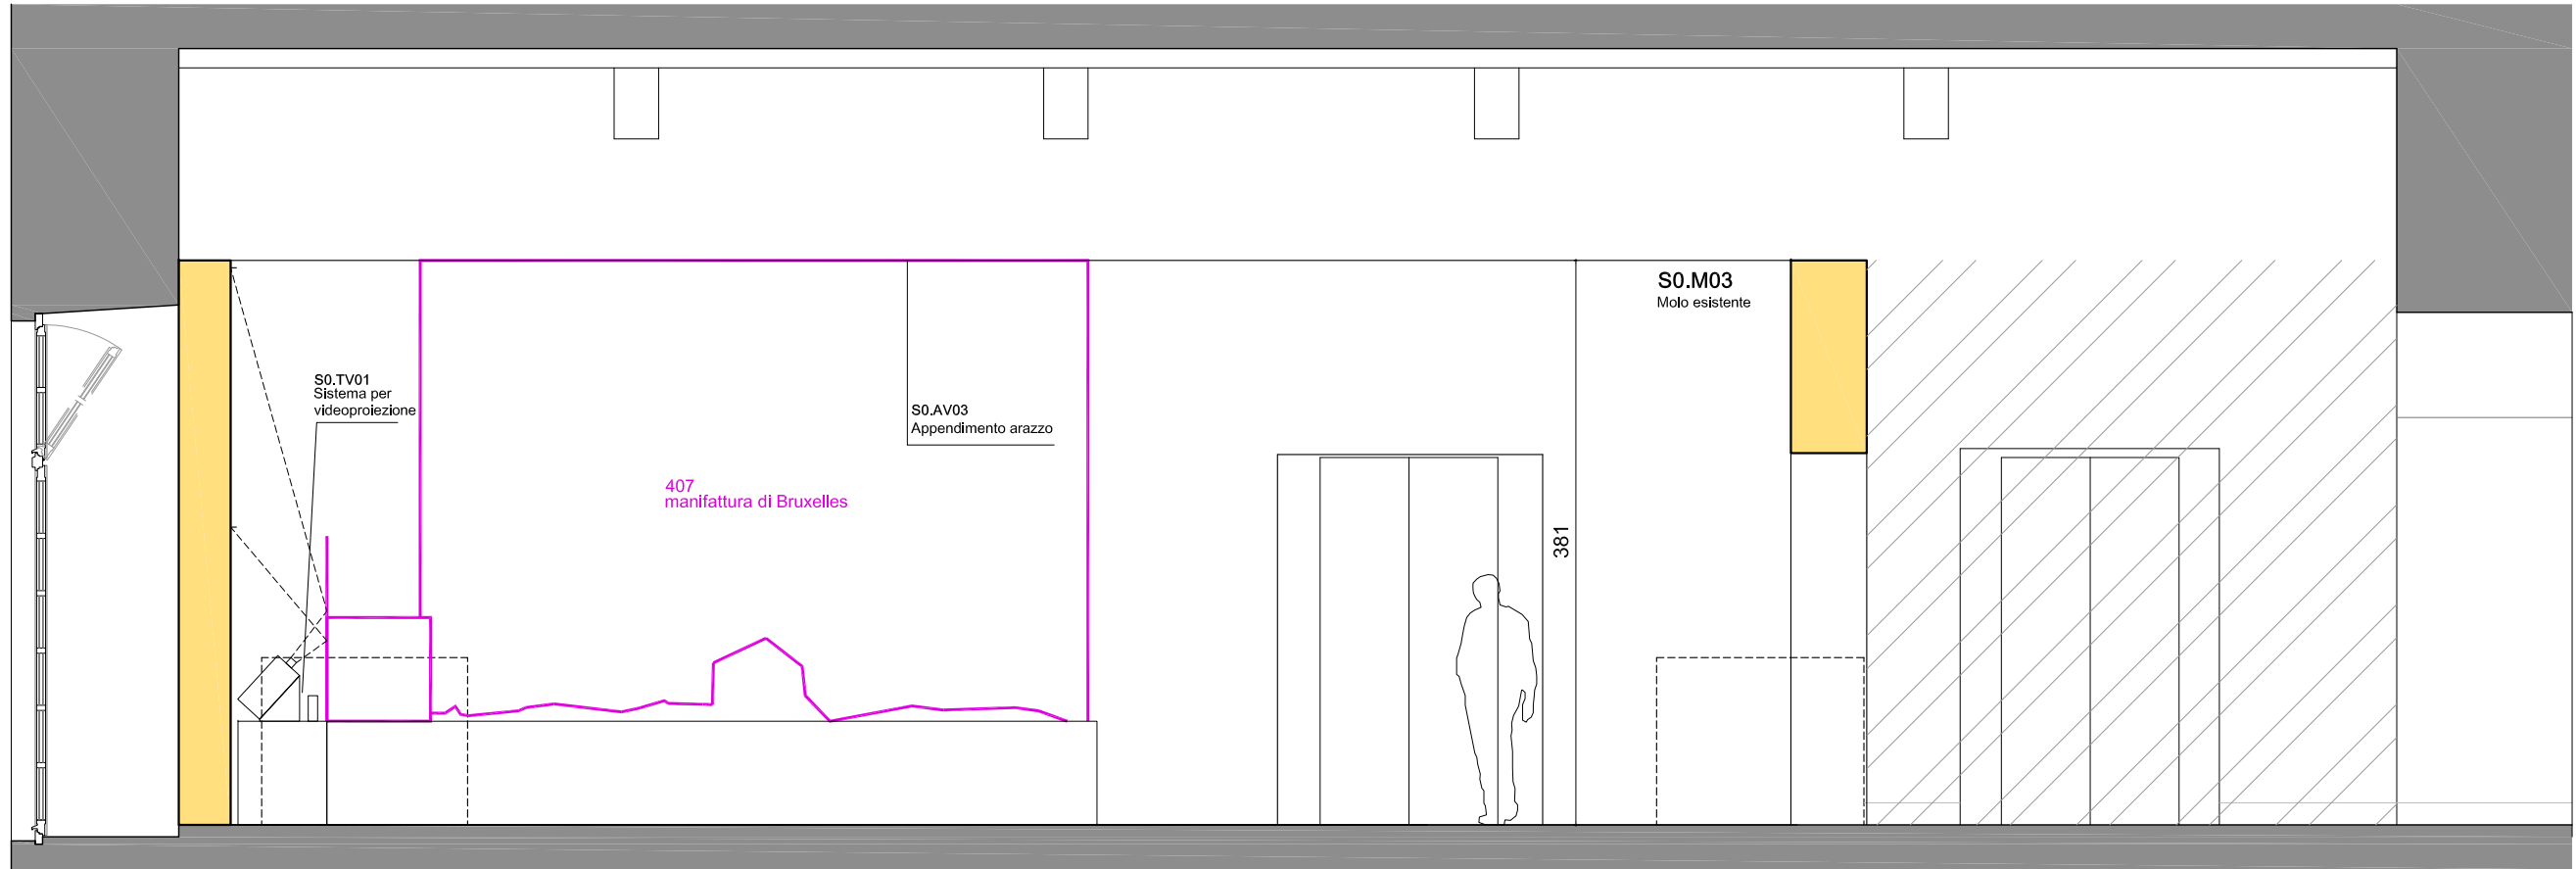 S0.M03
Molo esistente
S0.TV01
Sistema per
videoproiezione
S0.AV03
Appendimento arazzo
407
manifattura di Bruxelles
381